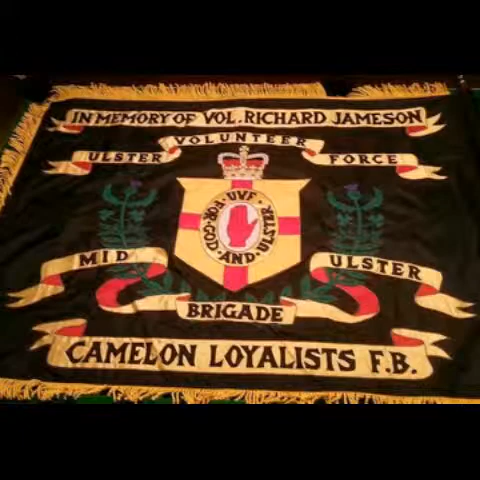 IN MEMORY OF VOL. RICHARD JAMESON
ULSTER VOLUNTEER FORCE
·UVF·
FOR·GOD·AND·ULSTER
MID ULSTER
BRIGADE
CAMELON LOYALISTS F.B.